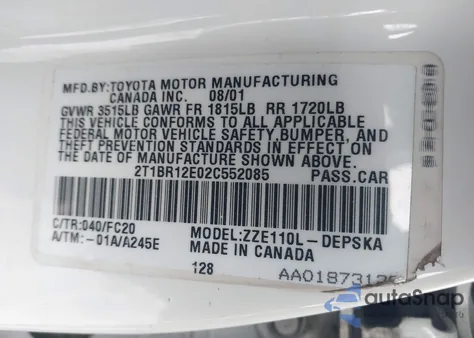 MFD.BY:TOYOTA MOTOR MANUFACTURING
CANADA INC. 08/01
GVWR 3515LB GAWR FR 1815LB RR 1720LB
THIS VEHICLE CONFORMS TO ALL APPLICABLE
FEDERAL MOTOR VEHICLE SAFETY,BUMPER, AND
THEFT PREVENTION STANDARDS IN EFFECT ON
THE DATE OF MANUFACTURE SHOWN ABOVE.
2T1BR12E02C552085 PASS.CAR
C/TR:040/FC20 MODEL:ZZE110L-DEPSKA
A/TM:-01A/A245E MADE IN CANADA
128
autoSnap